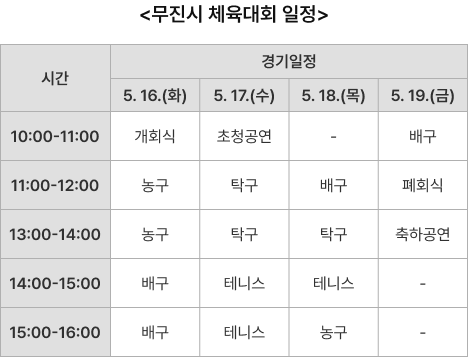 <무진시 체육대회 일정>
시간 경기일정
5. 16.(화) 5. 17.(수) 5. 18.(목) 5. 19.(금)
10:00-11:00 개회식 초청공연 - 배구
11:00-12:00 농구 탁구 배구 폐회식
13:00-14:00 농구 탁구 탁구 축하공연
14:00-15:00 배구 테니스 테니스 -
15:00-16:00 배구 테니스 농구 -